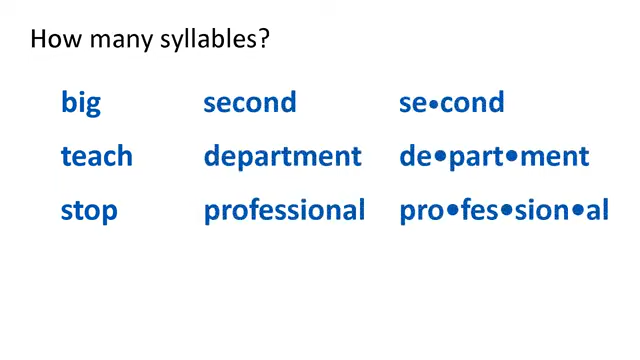 How many syllables?
big second se•cond
teach department de•part•ment
stop professional pro•fes•sion•al